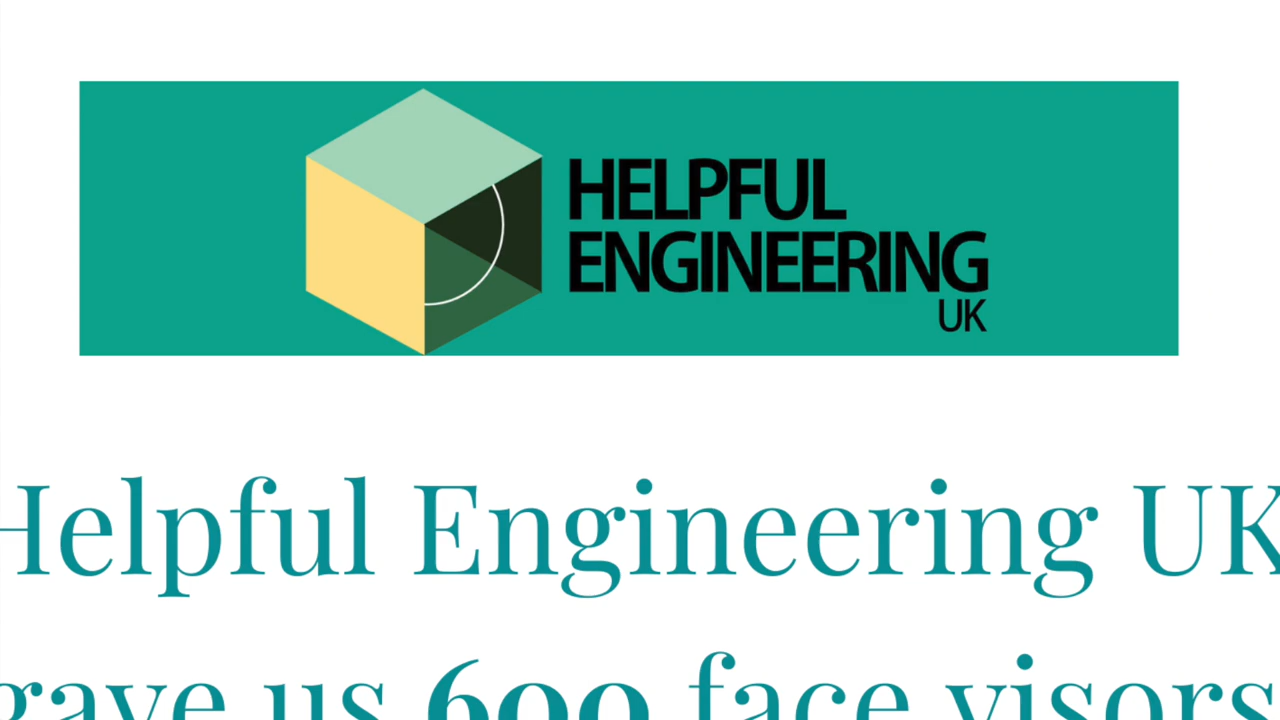 HELPFUL
ENGINEERING
UK
Helpful Engineering UK
gave us 600 face visors